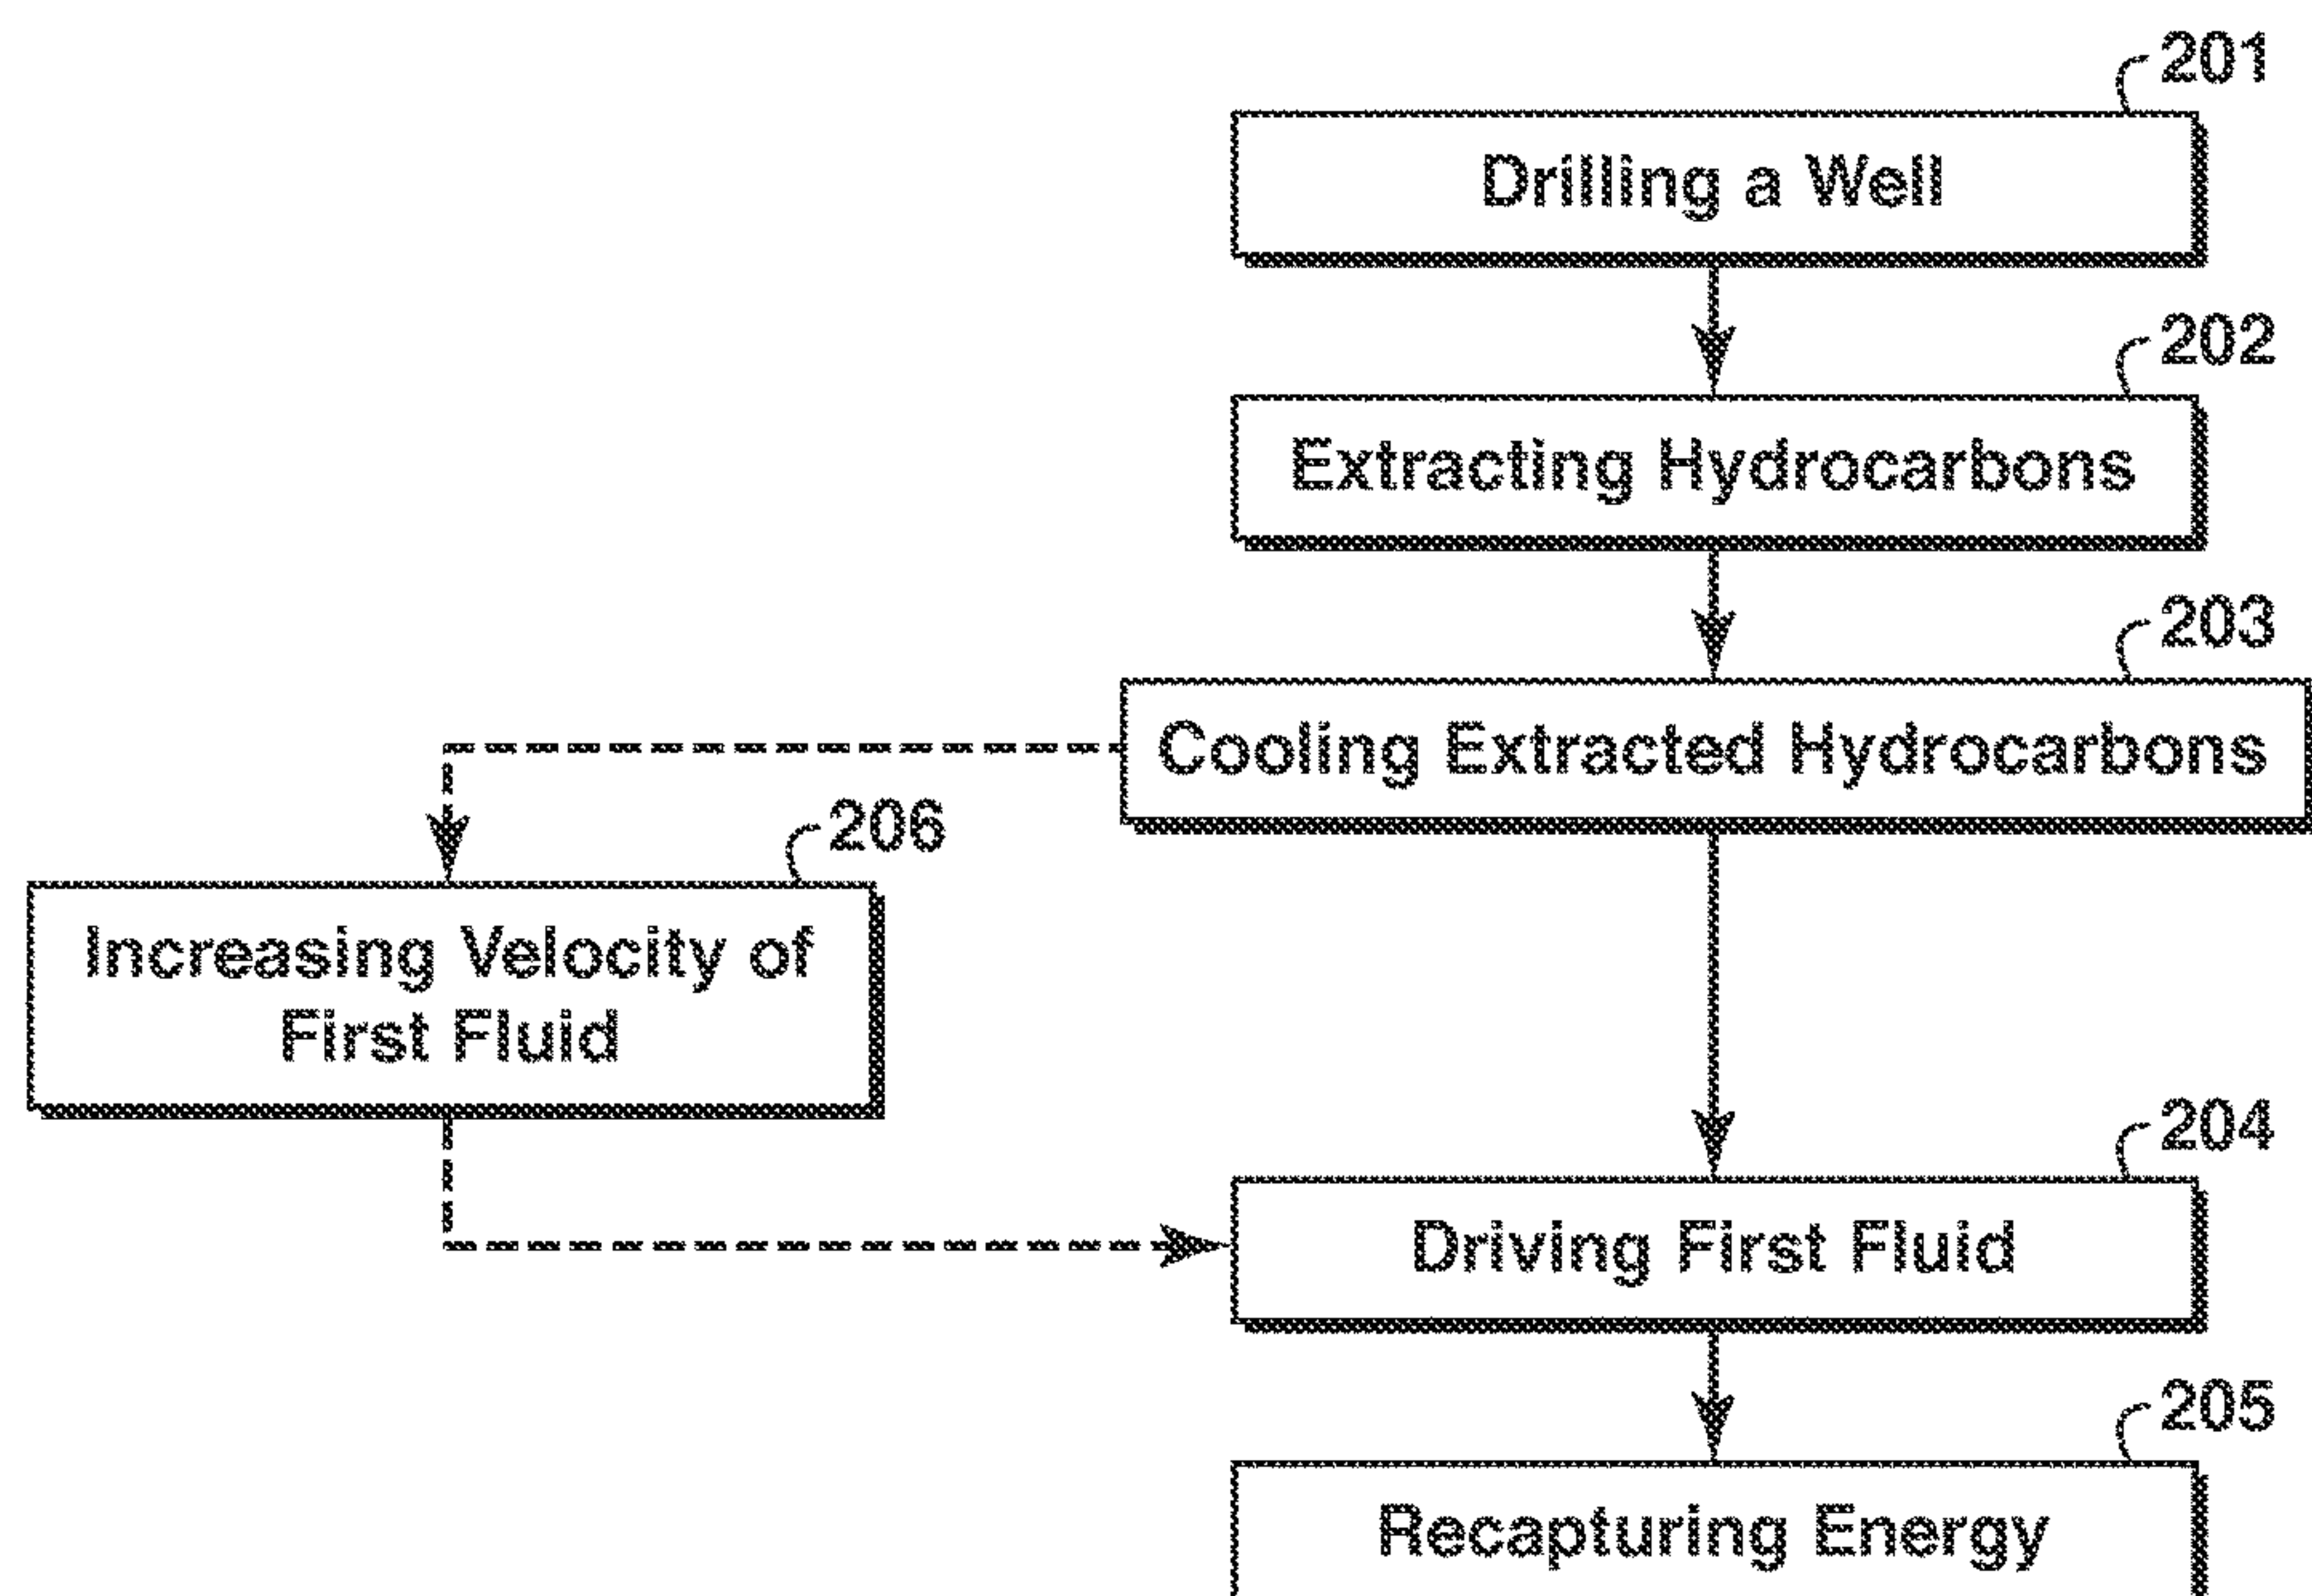 201
Drilling a Well
202
Extracting Hydrocarbons
203
Cooling Extracted Hydrocarbons
206
Increasing Velocity of
First Fluid
204
Driving First Fluid
205
Recapturing Energy